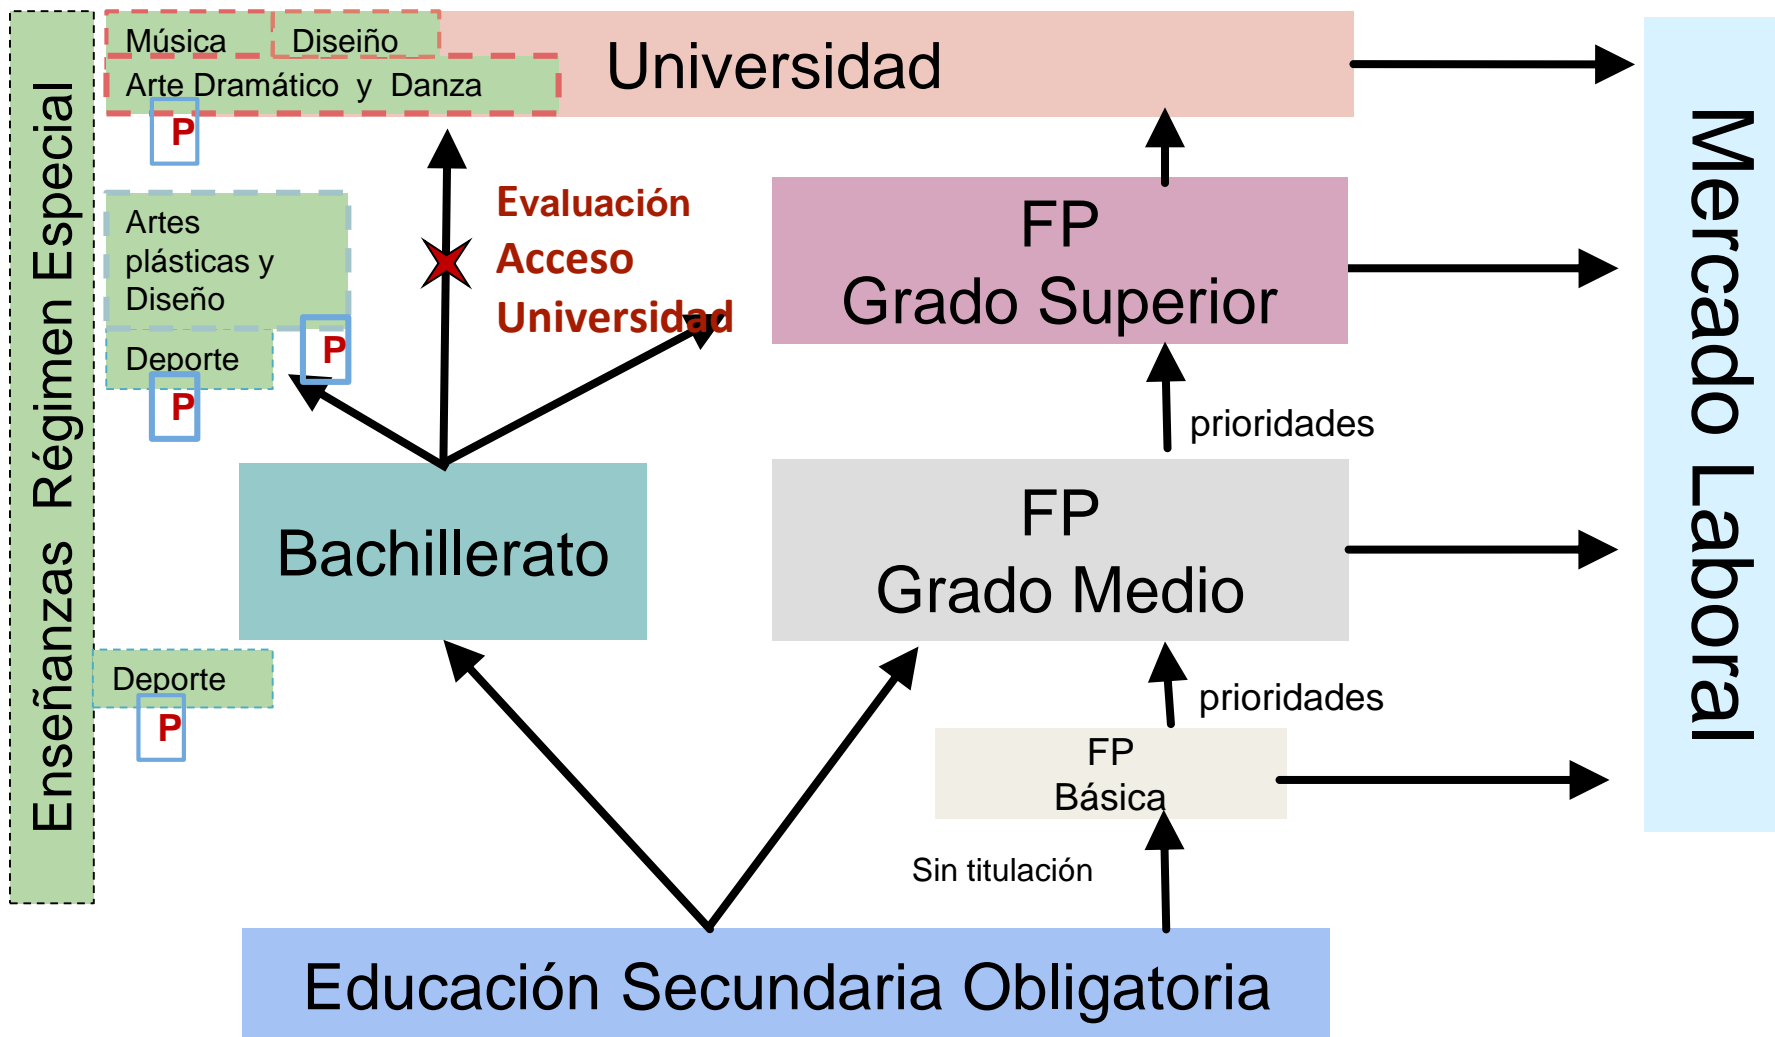 Enseñanzas Régimen Especial
Música
Diseiño
Arte Dramático y Danza
P
Universidad
Artes
plásticas y
Diseño
P
Deporte
P
Evaluación
Acceso
Universidad
FP
Grado Superior
prioridades
Bachillerato
FP
Grado Medio
Deporte
P
prioridades
FP
Básica
Sin titulación
Educación Secundaria Obligatoria
Mercado Laboral